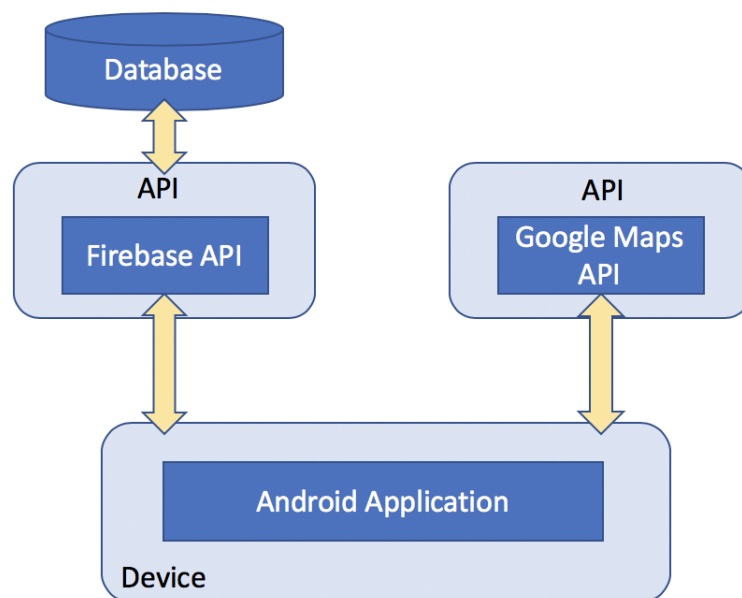 Database
API
Firebase API
API
Google Maps
API
Android Application
Device